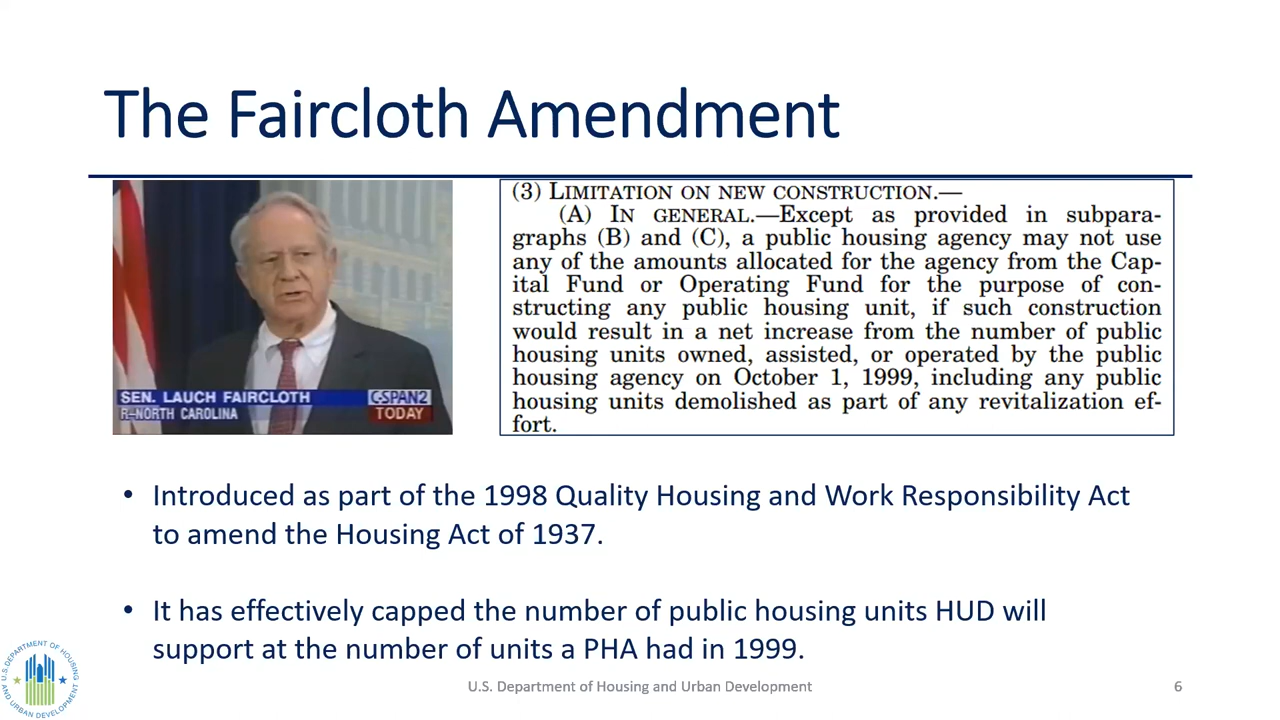 The Faircloth Amendment
SEN. LAUCH FAIRCLOTH
R–NORTH CAROLINA
C-SPAN2
TODAY
(3) LIMITATION ON NEW CONSTRUCTION.—
(A) IN GENERAL.—Except as provided in subpara-
graphs (B) and (C), a public housing agency may not use
any of the amounts allocated for the agency from the Cap-
ital Fund or Operating Fund for the purpose of con-
structing any public housing unit, if such construction
would result in a net increase from the number of public
housing units owned, assisted, or operated by the public
housing agency on October 1, 1999, including any public
housing units demolished as part of any revitalization ef-
fort.
• Introduced as part of the 1998 Quality Housing and Work Responsibility Act
to amend the Housing Act of 1937.
• It has effectively capped the number of public housing units HUD will
support at the number of units a PHA had in 1999.
U.S. DEPARTMENT OF HOUSING
AND URBAN DEVELOPMENT
U.S. Department of Housing and Urban Development
6